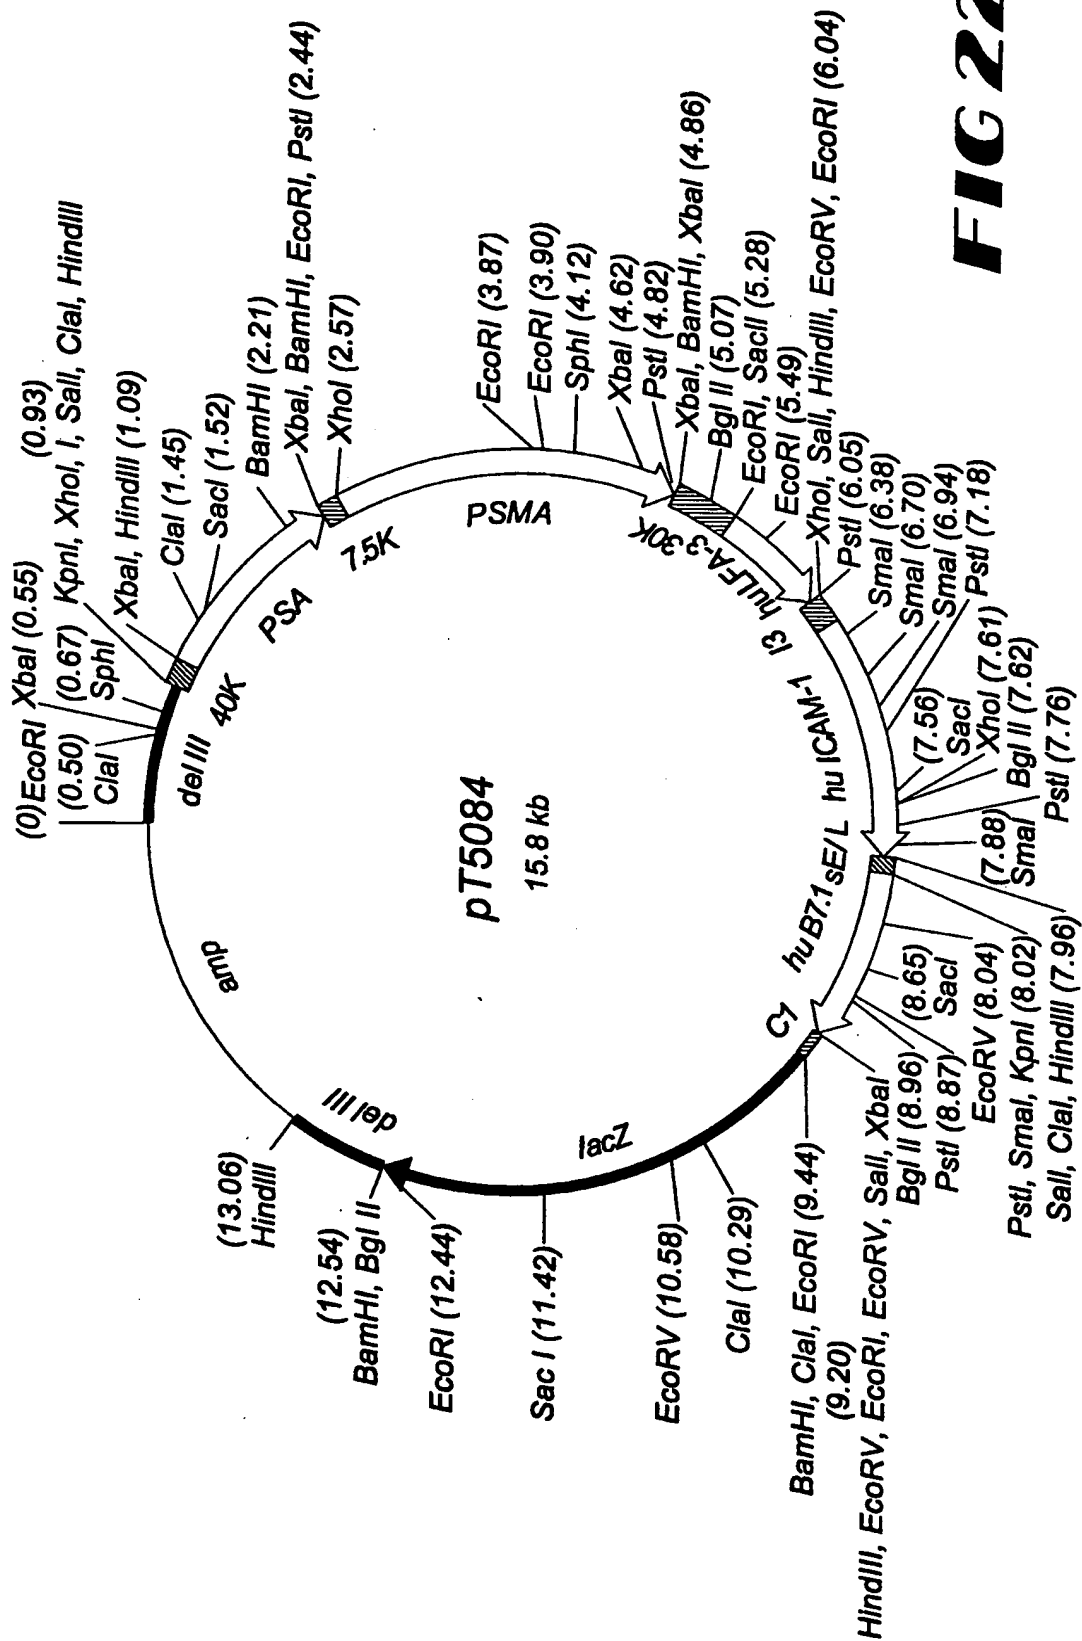 (0)EcoRI XbaI (0.55) (0.93)
(0.50) (0.67) KpnI, XhoI, I, SalI, ClaI, HindIII
ClaI SphI
XbaI, HindIII (1.09)
ClaI (1.45)
SacI (1.52)
BamHI (2.21)
XbaI, BamHI, EcoRI, PstI (2.44)
XhoI (2.57)
EcoRI (3.87)
EcoRI (3.90)
SphI (4.12)
XbaI (4.62)
PstI (4.82)
XbaI, BamHI, XbaI (4.86)
Bgl II (5.07)
EcoRI, SacII (5.28)
EcoRI (5.49)
XhoI, SalI, HindIII, EcoRV, EcoRI (6.04)
PstI (6.05)
SmaI (6.38)
SmaI (6.70)
SmaI (6.94)
PstI (7.18)
(7.56)
SacI
XhoI (7.61)
Bgl II (7.62)
PstI (7.76)
(7.88)
SmaI
SalI, ClaI, HindIII (7.96)
PstI, SmaI, KpnI (8.02)
EcoRV (8.04)
(8.65)
SacI
PstI (8.87)
Bgl II (8.96)
HindIII, EcoRV, EcoRI, EcoRV, SalI, XbaI
(9.20)
BamHI, ClaI, EcoRI (9.44)
ClaI (10.29)
EcoRV (10.58)
Sac I (11.42)
EcoRI (12.44)
(12.54)
BamHI, Bgl II
(13.06)
HindIII
del III
40K
PSA
7.5K
PSMA
30K
huLFA-3
I3
hu ICAM-1
sE/L
hu B7.1
C1
lacZ
del III
amp
pT5084
15.8 kb
FIG 22